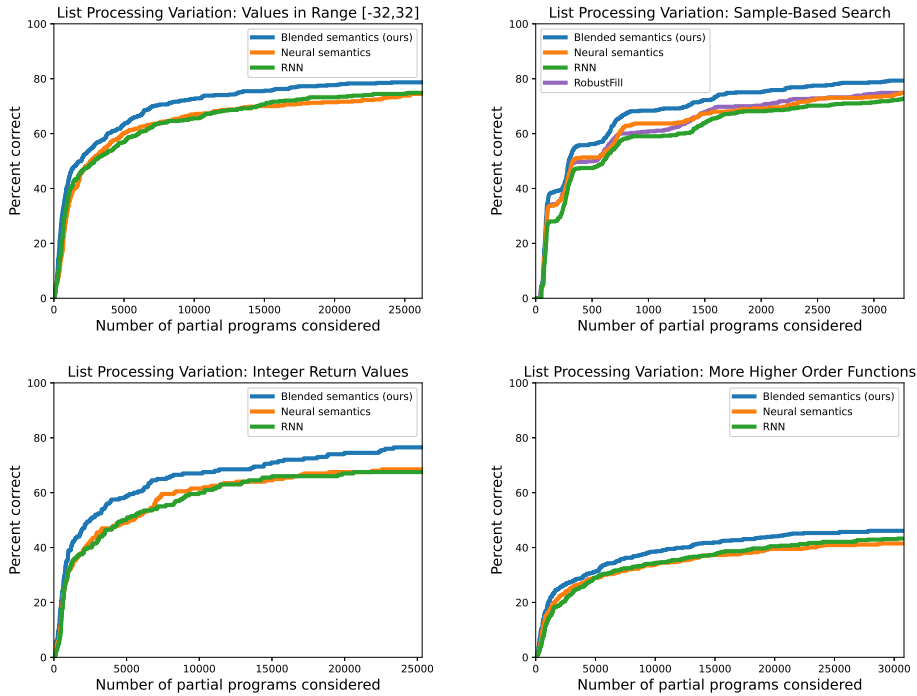 List Processing Variation: Values in Range [-32,32]
100
80
60
40
20
0
Percent correct
Blended semantics (ours)
Neural semantics
RNN
0 5000 10000 15000 20000 25000
Number of partial programs considered
List Processing Variation: Sample-Based Search
100
80
60
40
20
0
Percent correct
Blended semantics (ours)
Neural semantics
RNN
RobustFill
0 500 1000 1500 2000 2500 3000
Number of partial programs considered
List Processing Variation: Integer Return Values
100
80
60
40
20
0
Percent correct
Blended semantics (ours)
Neural semantics
RNN
0 5000 10000 15000 20000 25000
Number of partial programs considered
List Processing Variation: More Higher Order Functions
100
80
60
40
20
0
Percent correct
Blended semantics (ours)
Neural semantics
RNN
0 5000 10000 15000 20000 25000 30000
Number of partial programs considered